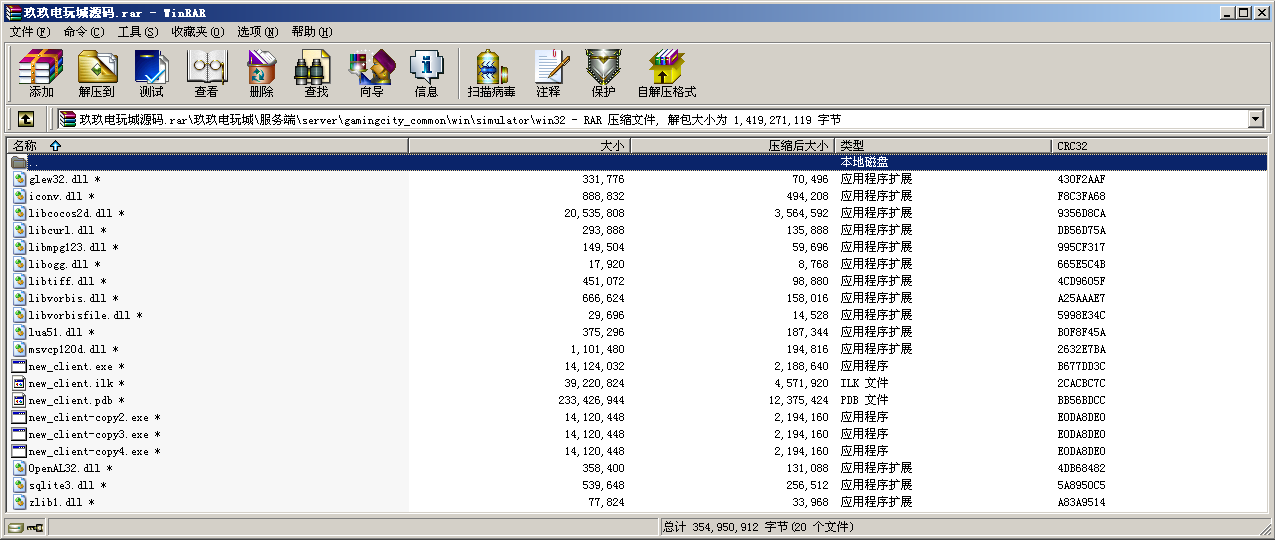 玖玖电玩城源码.rar - WinRAR
文件(F) 命令(C) 工具(S) 收藏夹(O) 选项(N) 帮助(H)
添加 解压到 测试 查看 删除 查找 向导 信息 扫描病毒 注释 保护 自解压格式
玖玖电玩城源码.rar\玖玖电玩城\服务端\server\gamingcity_common\win\simulator\win32 - RAR 压缩文件, 解包大小为 1,419,271,119 字节
名称 大小 压缩后大小 类型 CRC32
.. 本地磁盘
glew32.dll * 331,776 70,496 应用程序扩展 430F2AAF
iconv.dll * 888,832 494,208 应用程序扩展 F8C3FA68
libcocos2d.dll * 20,535,808 3,564,592 应用程序扩展 9356D8CA
libcurl.dll * 293,888 135,888 应用程序扩展 DB56D75A
libmpg123.dll * 149,504 59,696 应用程序扩展 995CF317
libogg.dll * 17,920 8,768 应用程序扩展 665E5C4B
libtiff.dll * 451,072 98,880 应用程序扩展 4CD9605F
libvorbis.dll * 666,624 158,016 应用程序扩展 A25AAAE7
libvorbisfile.dll * 29,696 14,528 应用程序扩展 5998E34C
lua51.dll * 375,296 187,344 应用程序扩展 B0F8F45A
msvcp120d.dll * 1,101,480 194,816 应用程序扩展 2632E7BA
new_client.exe * 14,124,032 2,188,640 应用程序 B677DD3C
new_client.ilk * 39,220,824 4,571,920 ILK 文件 2CACBC7C
new_client.pdb * 233,426,944 12,375,424 PDB 文件 BB56BDCC
new_client-copy2.exe * 14,120,448 2,194,160 应用程序 E0DA8DE0
new_client-copy3.exe * 14,120,448 2,194,160 应用程序 E0DA8DE0
new_client-copy4.exe * 14,120,448 2,194,160 应用程序 E0DA8DE0
OpenAL32.dll * 358,400 131,088 应用程序扩展 4DB68482
sqlite3.dll * 539,648 256,512 应用程序扩展 5A8950C5
zlib1.dll * 77,824 33,968 应用程序扩展 A83A9514
总计 354,950,912 字节(20 个文件)